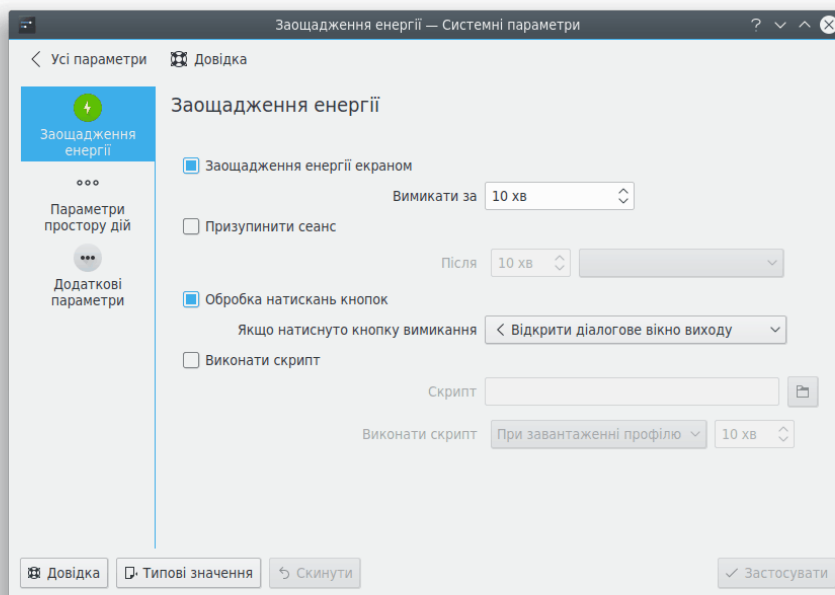 Заощадження енергії — Системні параметри
Усі параметри Довідка
Заощадження енергії
Заощадження
енергії
Параметри
простору дій
Додаткові
параметри
Заощадження енергії екраном
Вимикати за 10 хв
Призупинити сеанс
Після 10 хв
Обробка натискань кнопок
Якщо натиснуто кнопку вимикання Відкрити діалогове вікно виходу
Виконати скрипт
Скрипт
Виконати скрипт При завантаженні профілю 10 хв
Довідка Типові значення Скинути Застосувати